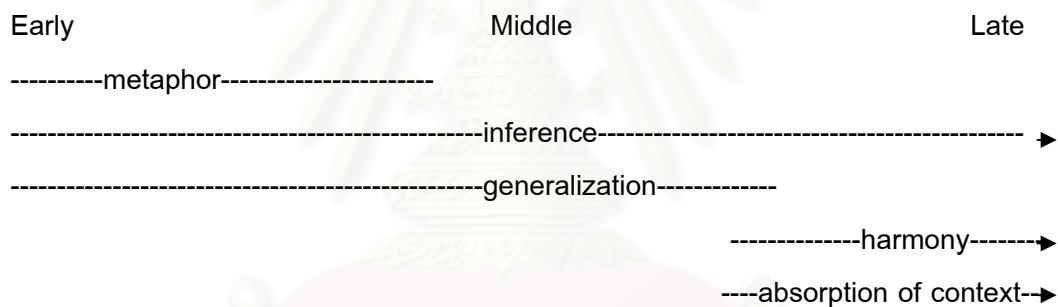 Early Middle Late
----------metaphor-----------------------
---------------------------------------------------inference----------------------------------------------
---------------------------------------------------generalization-------------
--------------harmony-------
----absorption of context--